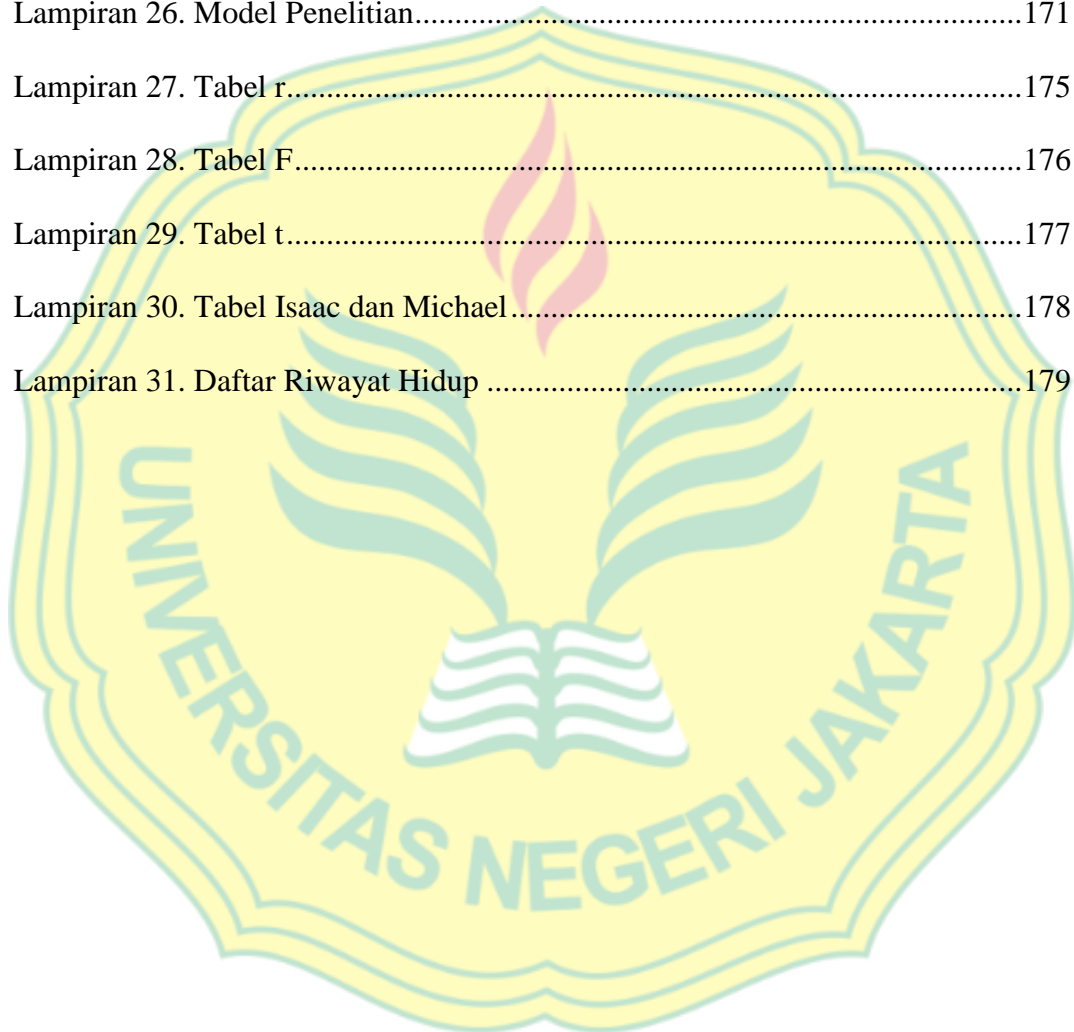 Lampiran 26. Model Penelitian.............................................................................171
Lampiran 27. Tabel r.............................................................................................175
Lampiran 28. Tabel F............................................................................................176
Lampiran 29. Tabel t.............................................................................................177
Lampiran 30. Tabel Isaac dan Michael.................................................................178
Lampiran 31. Daftar Riwayat Hidup ....................................................................179
UNIVERSITAS NEGERI JAKARTA